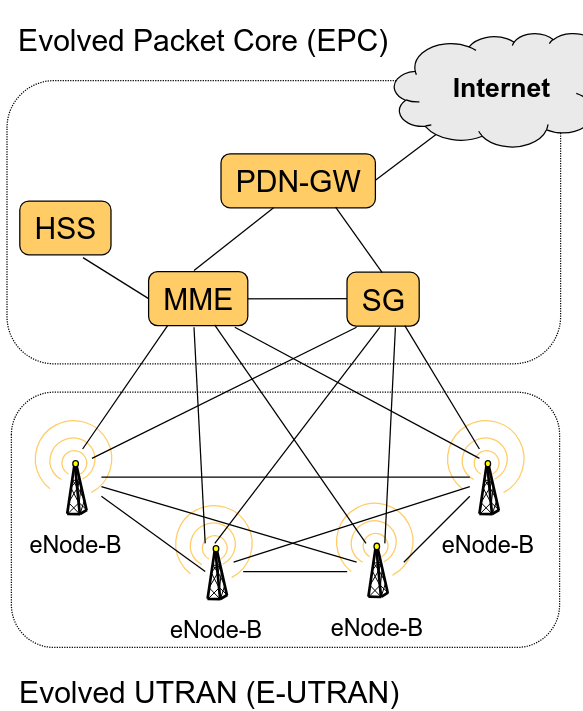 Evolved Packet Core (EPC)
Internet
PDN-GW
HSS
MME
SG
eNode-B
eNode-B
eNode-B
eNode-B
Evolved UTRAN (E-UTRAN)